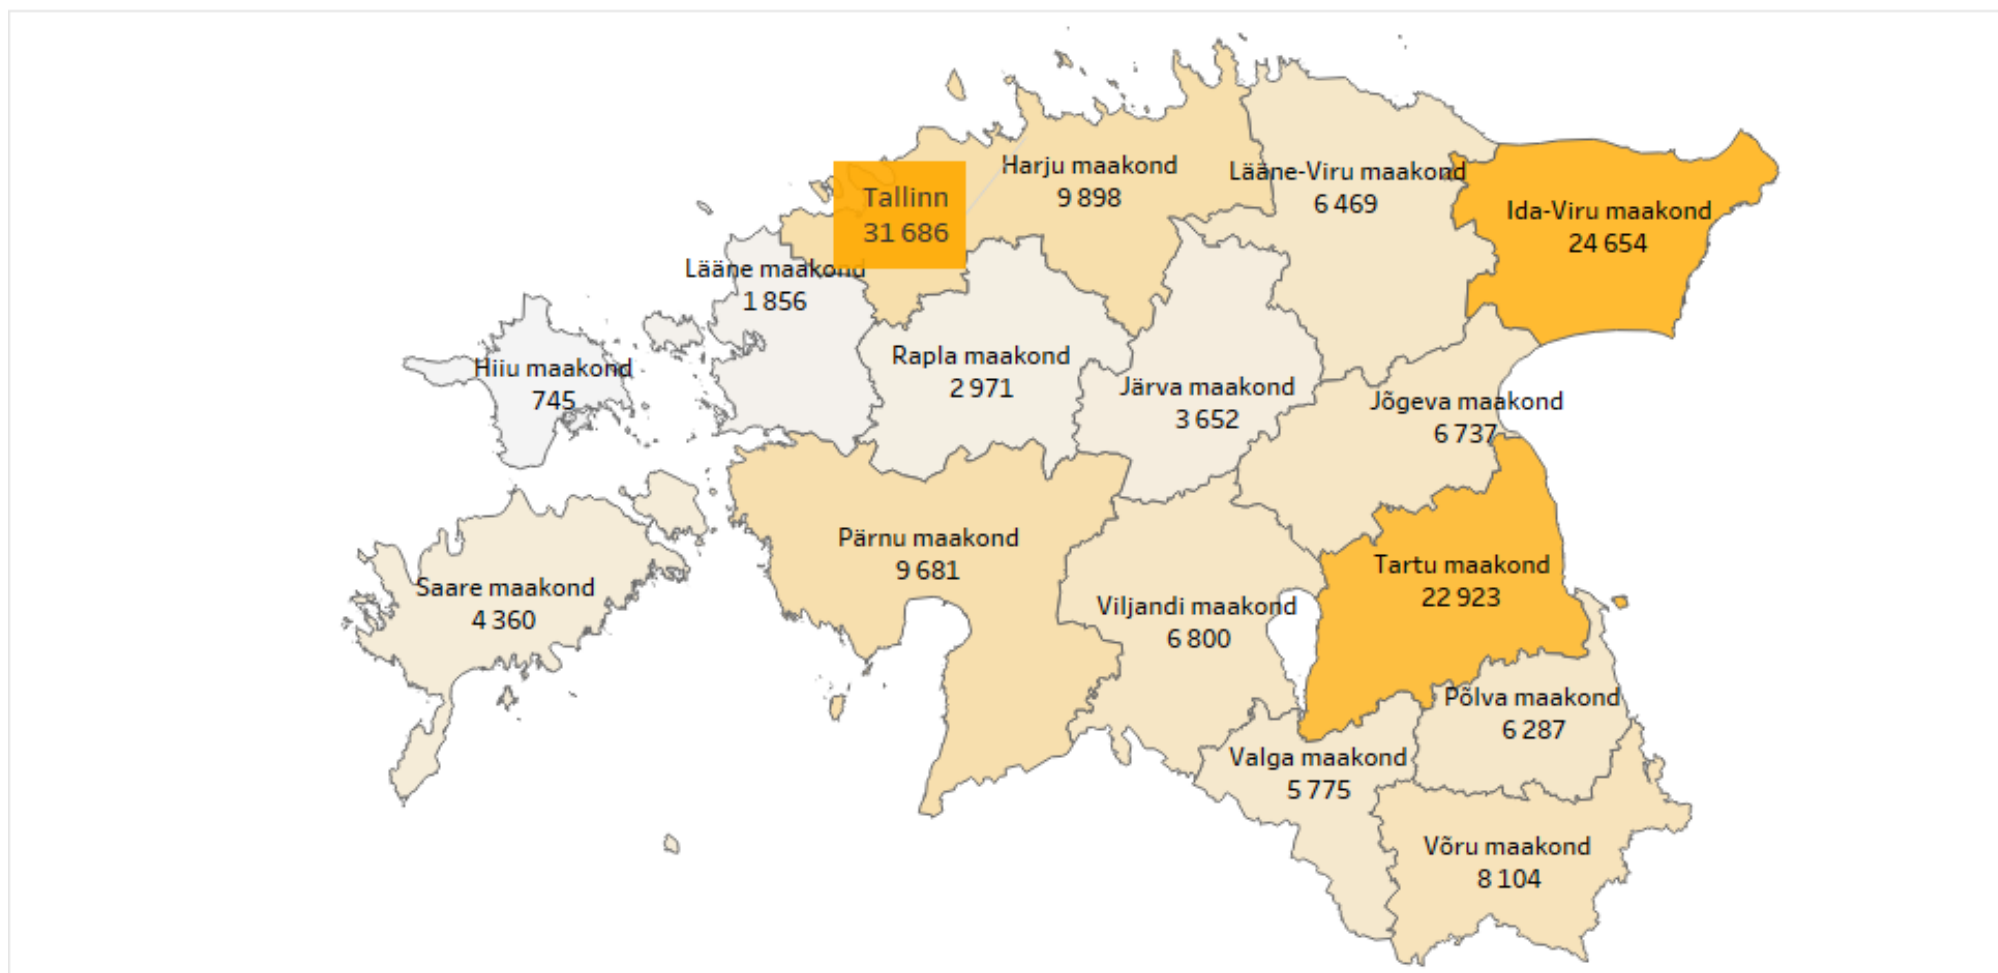 Harju maakond
9 898
Lääne-Viru maakond
6 469
Tallinn
31 686
Ida-Viru maakond
24 654
Lääne maakond
1 856
Hiiu maakond
745
Rapla maakond
2 971
Järva maakond
3 652
Jõgeva maakond
6 737
Pärnu maakond
9 681
Saare maakond
4 360
Viljandi maakond
6 800
Tartu maakond
22 923
Põlva maakond
6 287
Valga maakond
5 775
Võru maakond
8 104